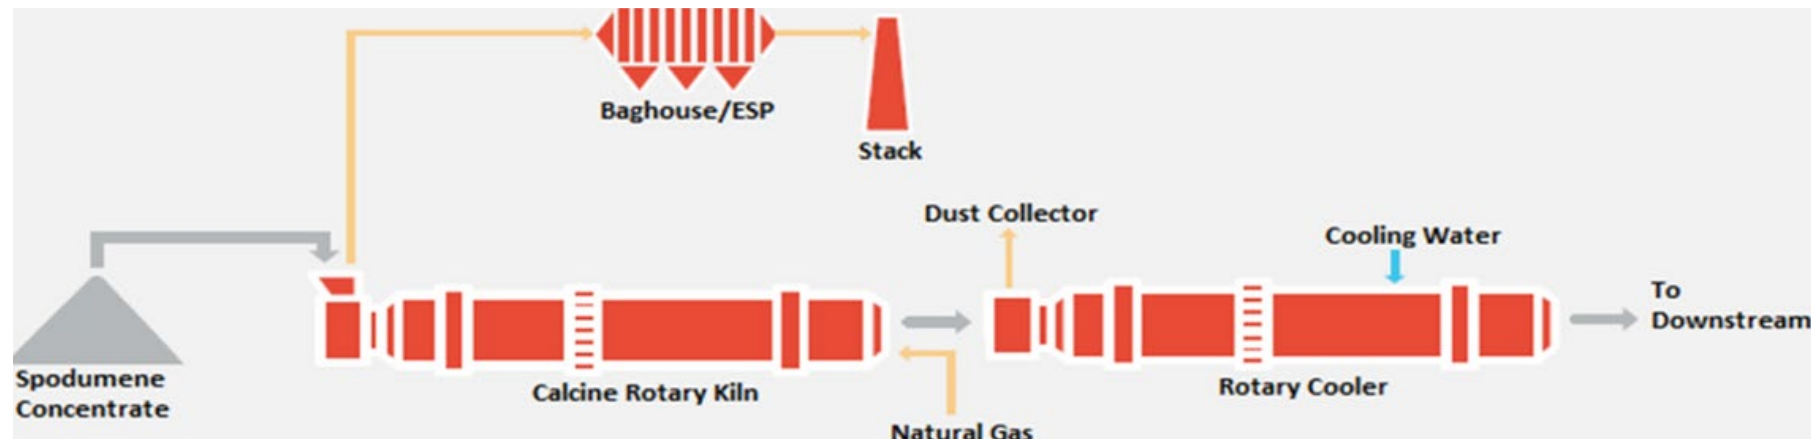 Baghouse/ESP
Stack
Dust Collector
Cooling Water
To
Downstream
Spodumene
Concentrate
Calcine Rotary Kiln
Rotary Cooler
Natural Gas